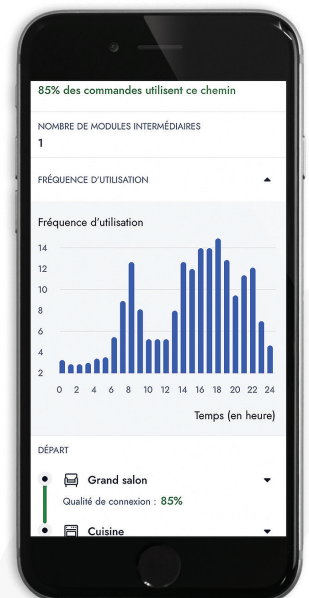 85% des commandes utilisent ce chemin
NOMBRE DE MODULES INTERMÉDIAIRES
1
FRÉQUENCE D'UTILISATION
Fréquence d'utilisation
14
12
10
8
6
4
2
0 2 4 6 8 10 12 14 16 18 20 22 24
Temps (en heure)
DÉPART
Grand salon
Qualité de connexion : 85%
Cuisine